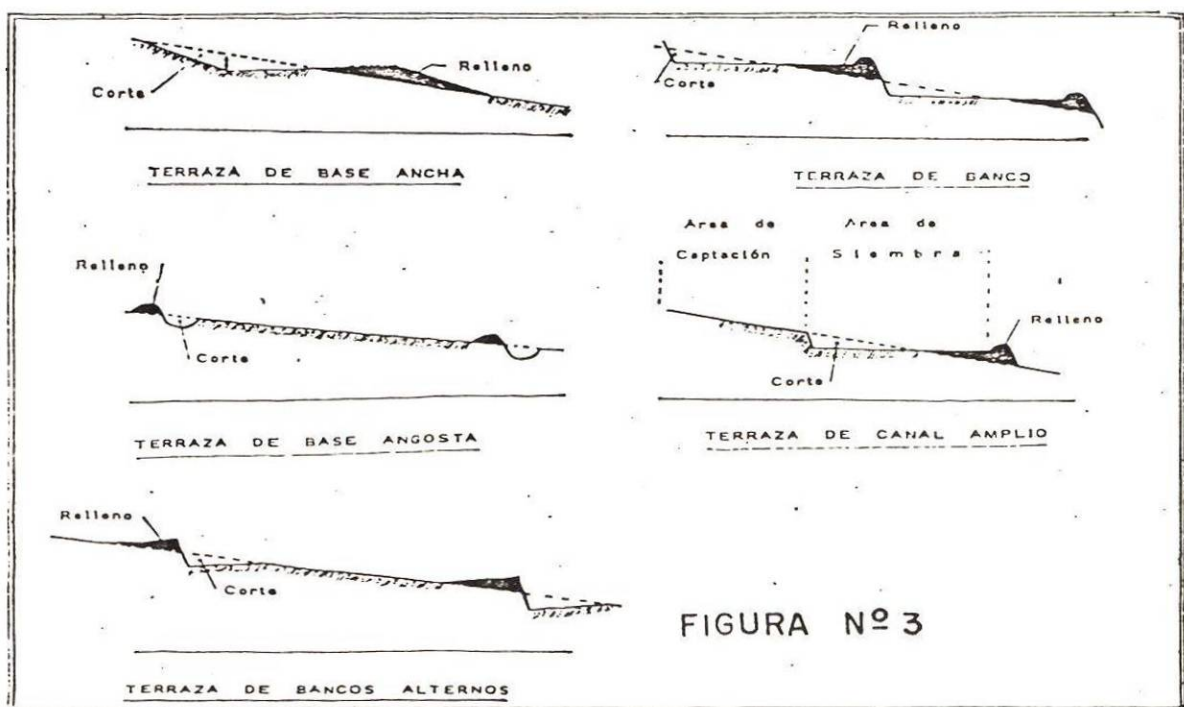 Corte
Relleno
TERRAZA DE BASE ANCHA
Relleno
Corte
TERRAZA DE BANCO
Relleno
Corte
TERRAZA DE BASE ANGOSTA
Area de
Captación
Area de
Siembra
Relleno
Corte
TERRAZA DE CANAL AMPLIO
Relleno
Corte
TERRAZA DE BANCOS ALTERNOS
FIGURA Nº 3